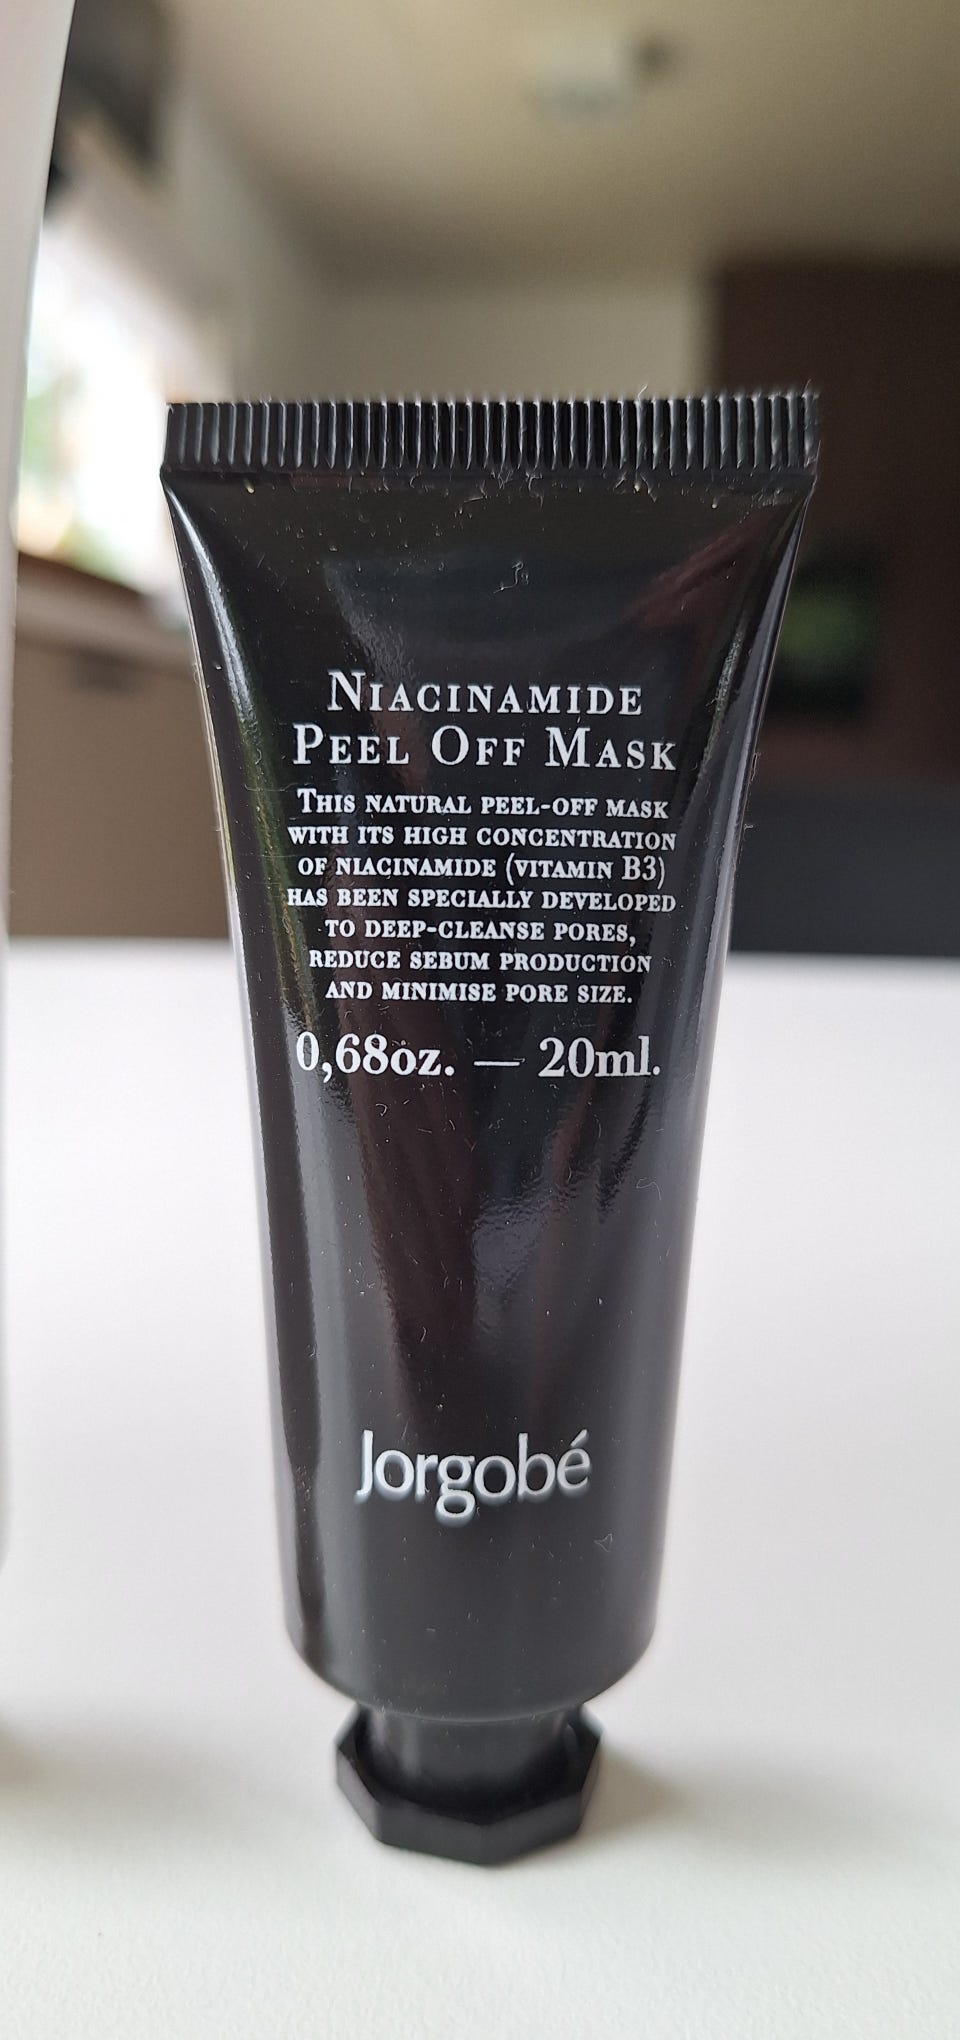 Niacinamide
Peel Off Mask
This natural peel-off mask
with its high concentration
of niacinamide (vitamin B3)
has been specially developed
to deep-cleanse pores,
reduce sebum production
and minimise pore size.
0,68oz. — 20ml.
Jorgobé